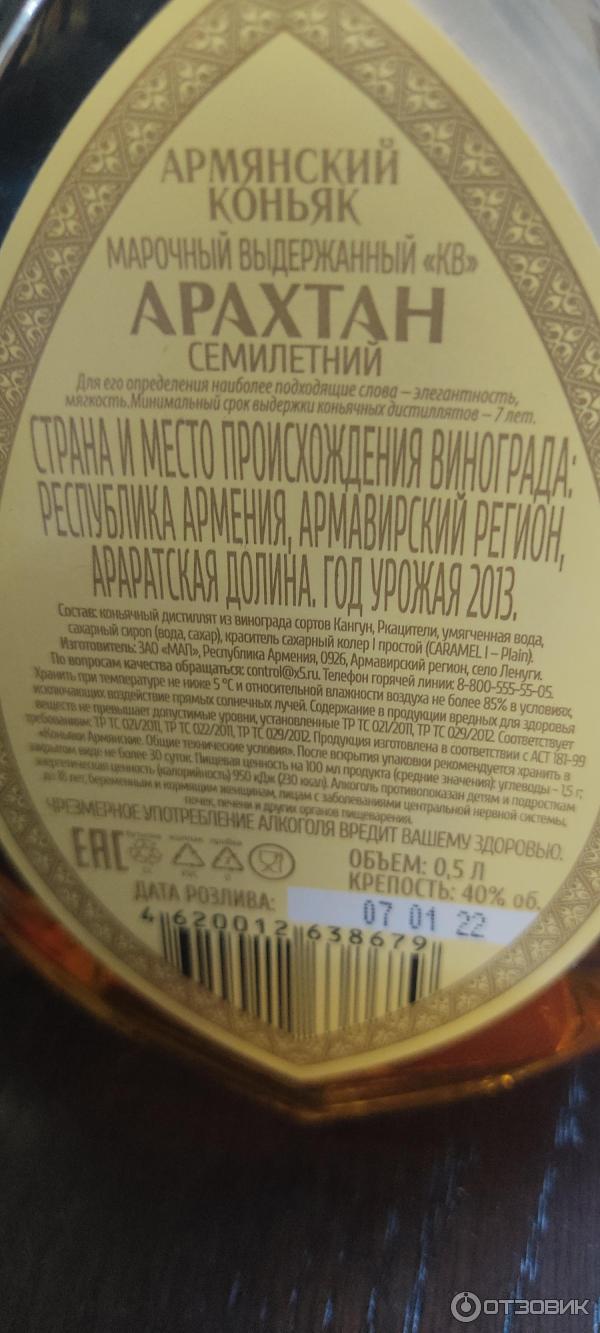 АРМЯНСКИЙ
КОНЬЯК
МАРОЧНЫЙ ВЫДЕРЖАННЫЙ «КВ»
АРАХТАН
СЕМИЛЕТНИЙ
Для его определения наиболее подходящие слова – элегантность,
мягкость. Минимальный срок выдержки коньячных дистиллятов – 7 лет.
СТРАНА И МЕСТО ПРОИСХОЖДЕНИЯ ВИНОГРАДА:
РЕСПУБЛИКА АРМЕНИЯ, АРМАВИРСКИЙ РЕГИОН,
АРАРАТСКАЯ ДОЛИНА. ГОД УРОЖАЯ 2013.
Состав: коньячный дистиллят из винограда сортов Кангун, Ркацители, умягченная вода,
сахарный сироп (вода, сахар), краситель сахарный колер I простой (CARAMEL I – Plain).
Изготовитель: ЗАО «МАП», Республика Армения, 0926, Армавирский регион, село Ленуги.
По вопросам качества обращаться: control@x5.ru. Телефон горячей линии: 8-800-555-55-05.
Хранить при температуре не ниже 5 °С и относительной влажности воздуха не более 85% в условиях,
исключающих воздействие прямых солнечных лучей. Содержание в продукции вредных для здоровья
веществ не превышает допустимые уровни, установленные ТР ТС 021/2011, ТР ТС 029/2012. Соответствует
требованиям: ТР ТС 021/2011, ТР ТС 022/2011, ТР ТС 029/2012. Продукция изготовлена в соответствии с АСТ 181-99
«Коньяки Армянские. Общие технические условия». После вскрытия упаковки рекомендуется хранить в
закрытом виде не более 30 суток. Пищевая ценность на 100 мл продукта (средние значения): углеводы – 1,5 г;
энергетическая ценность (калорийность) 950 кДж (230 ккал). Алкоголь противопоказан детям и подросткам
до 18 лет, беременным и кормящим женщинам, лицам с заболеваниями центральной нервной системы,
почек, печени и других органов пищеварения.
ЧРЕЗМЕРНОЕ УПОТРЕБЛЕНИЕ АЛКОГОЛЯ ВРЕДИТ ВАШЕМУ ЗДОРОВЬЮ.
ЕАС
ОБЪЕМ: 0,5 Л
КРЕПОСТЬ: 40% об.
ДАТА РОЗЛИВА: 07 01 22
4 620012 638679
ОТЗОВИК